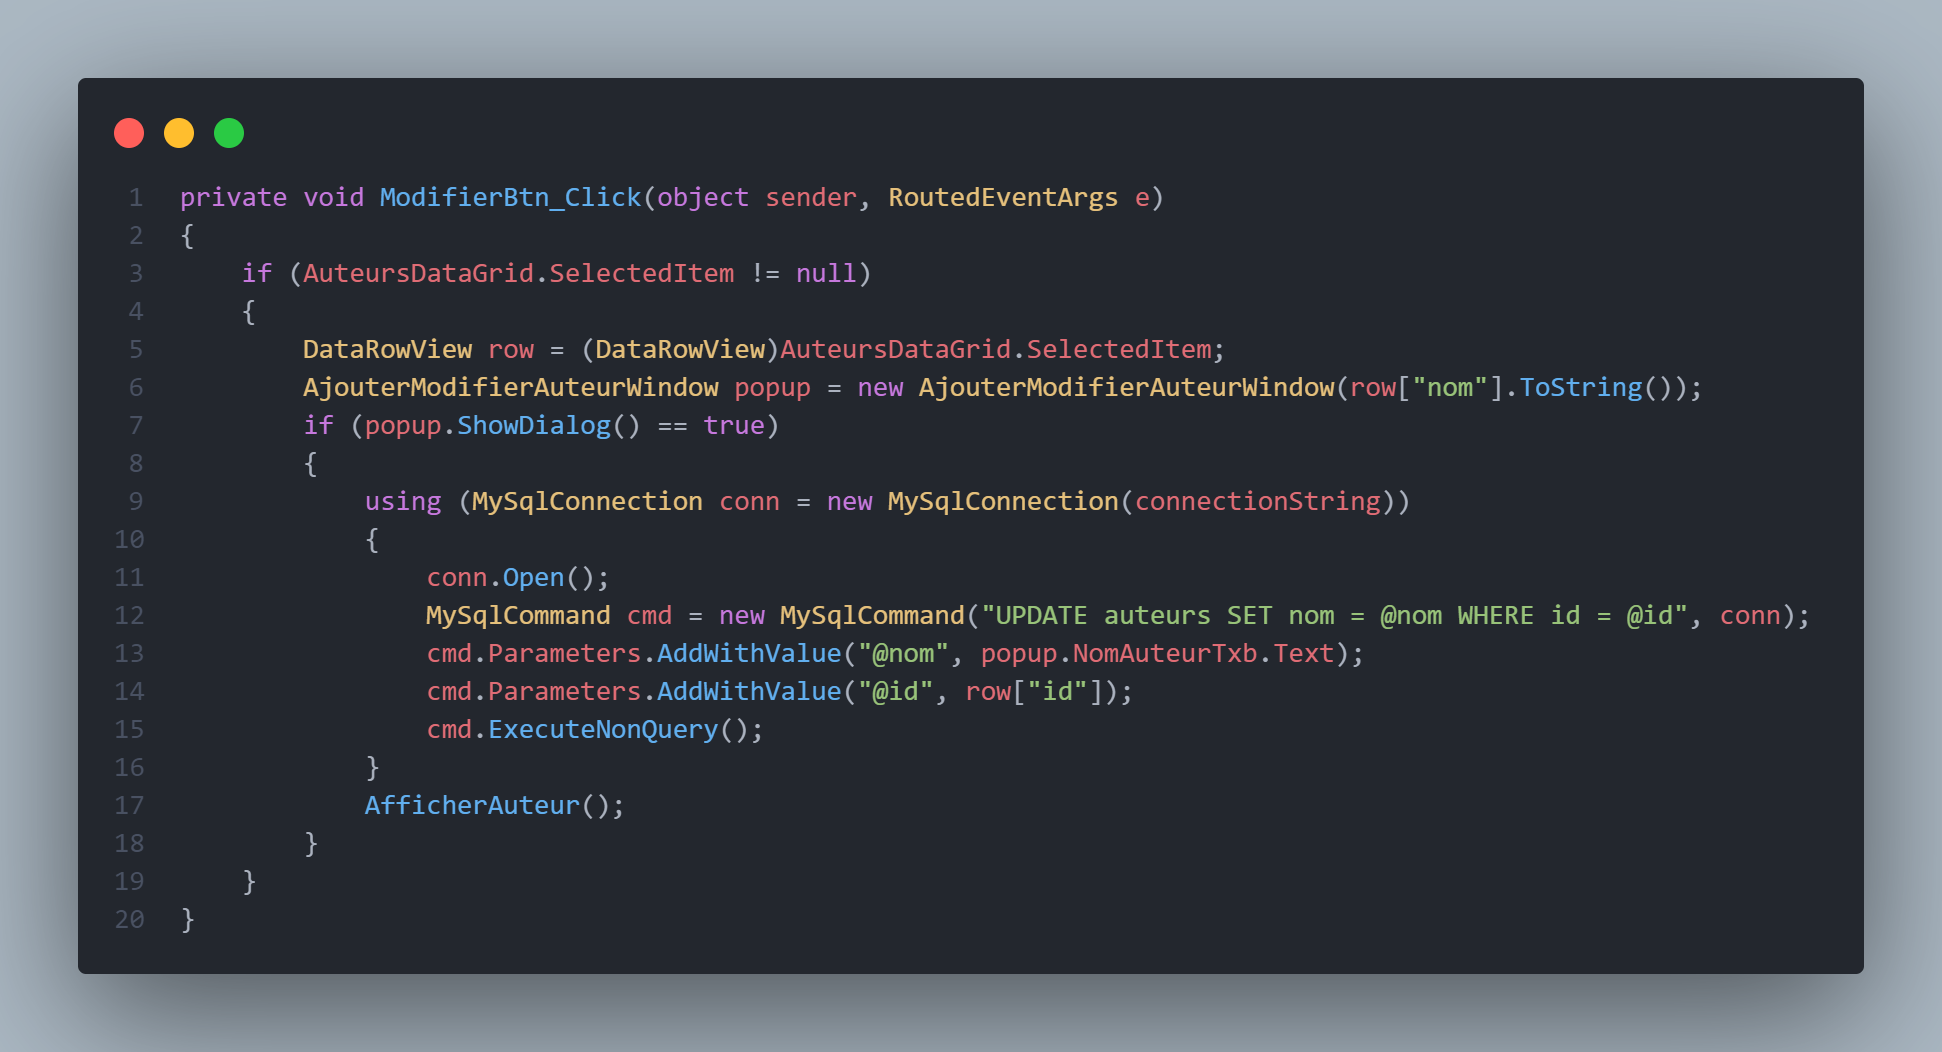 1 private void ModifierBtn_Click(object sender, RoutedEventArgs e)
2 {
3     if (AuteursDataGrid.SelectedItem != null)
4     {
5         DataRowView row = (DataRowView)AuteursDataGrid.SelectedItem;
6         AjouterModifierAuteurWindow popup = new AjouterModifierAuteurWindow(row["nom"].ToString());
7         if (popup.ShowDialog() == true)
8         {
9             using (MySqlConnection conn = new MySqlConnection(connectionString))
10             {
11                 conn.Open();
12                 MySqlCommand cmd = new MySqlCommand("UPDATE auteurs SET nom = @nom WHERE id = @id", conn);
13                 cmd.Parameters.AddWithValue("@nom", popup.NomAuteurTxb.Text);
14                 cmd.Parameters.AddWithValue("@id", row["id"]);
15                 cmd.ExecuteNonQuery();
16             }
17             AfficherAuteur();
18         }
19     }
20 }